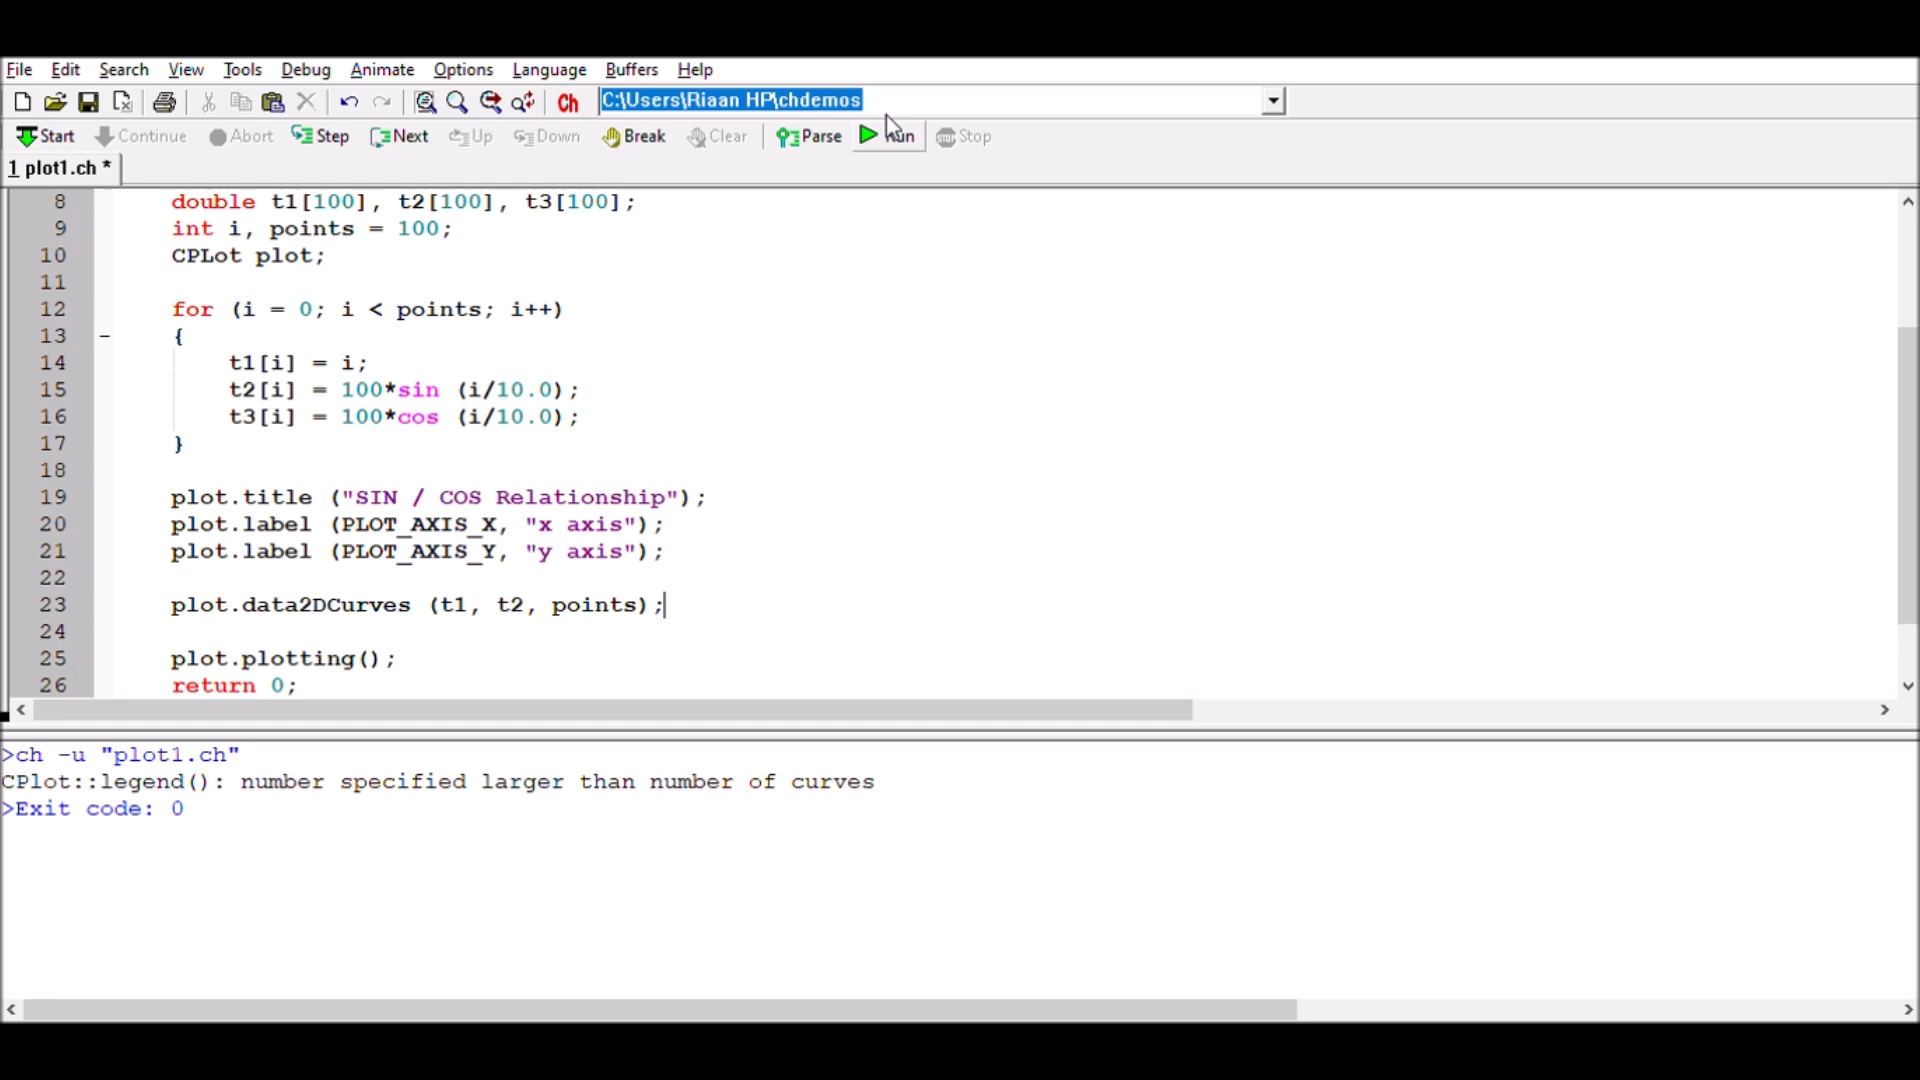 File Edit Search View Tools Debug Animate Options Language Buffers Help
Ch C:\Users\Riaan HP\chdemos
Start Continue Abort Step Next Up Down Break Clear Parse Run Stop
1 plot1.ch *
8 double t1[100], t2[100], t3[100];
9 int i, points = 100;
10 CPLot plot;
11
12 for (i = 0; i < points; i++)
13 - {
14 t1[i] = i;
15 t2[i] = 100*sin (i/10.0);
16 t3[i] = 100*cos (i/10.0);
17 }
18
19 plot.title ("SIN / COS Relationship");
20 plot.label (PLOT_AXIS_X, "x axis");
21 plot.label (PLOT_AXIS_Y, "y axis");
22
23 plot.data2DCurves (t1, t2, points);
24
25 plot.plotting();
26 return 0;
>ch -u "plot1.ch"
CPlot::legend(): number specified larger than number of curves
>Exit code: 0